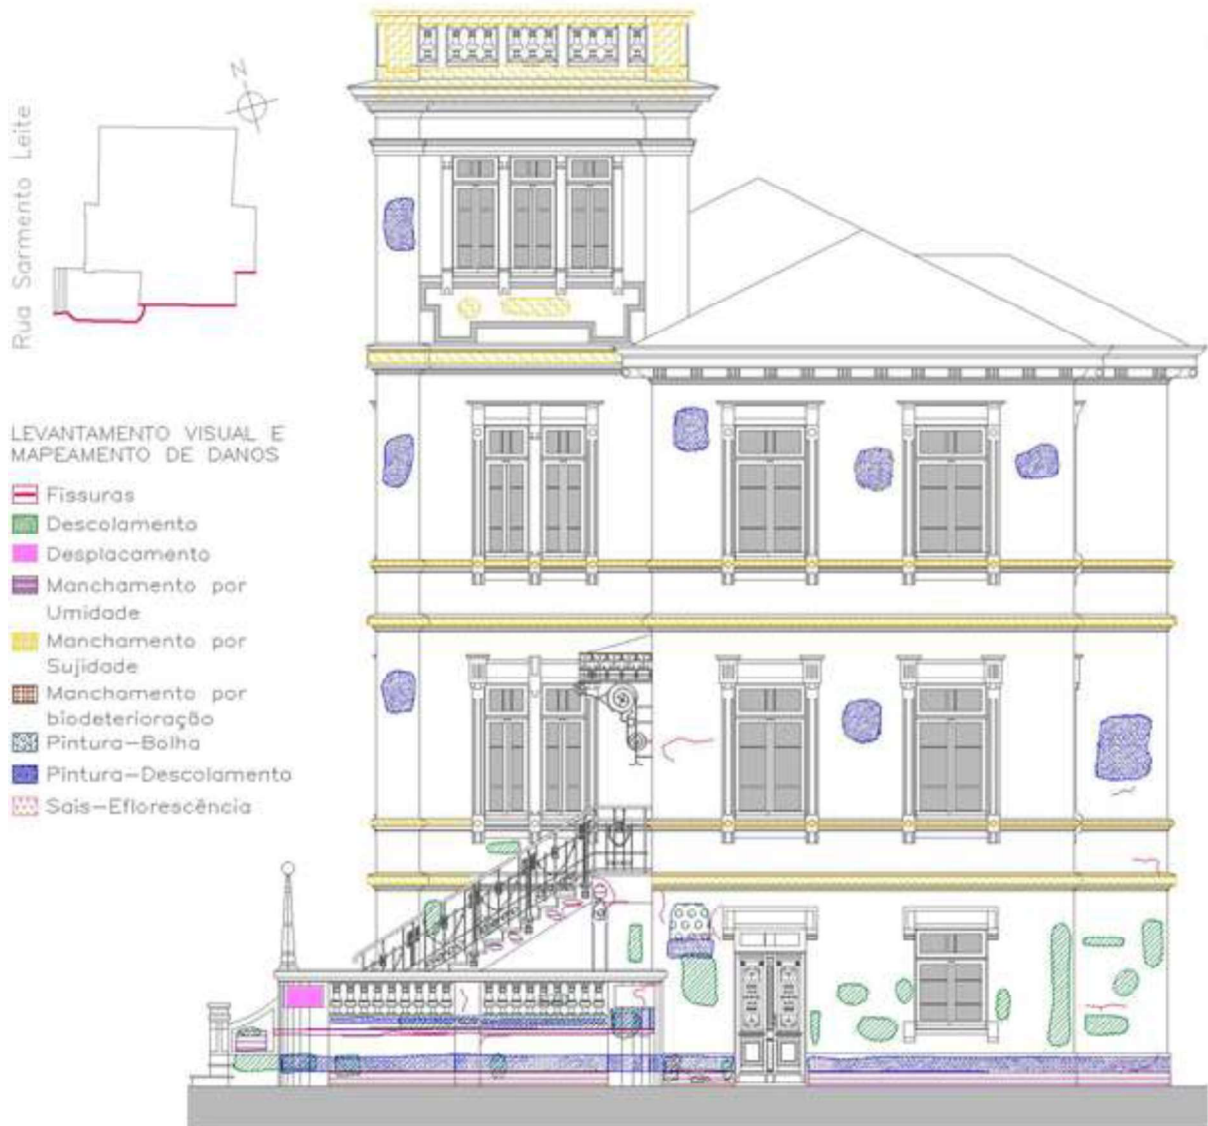 N
Rua Sarmento Leite
LEVANTAMENTO VISUAL E
MAPEAMENTO DE DANOS
Fissuras
Descolamento
Desplacamento
Manchamento por
Umidade
Manchamento por
Sujidade
Manchamento por
biodeterioração
Pintura-Bolha
Pintura-Descolamento
Sais-Eflorescência